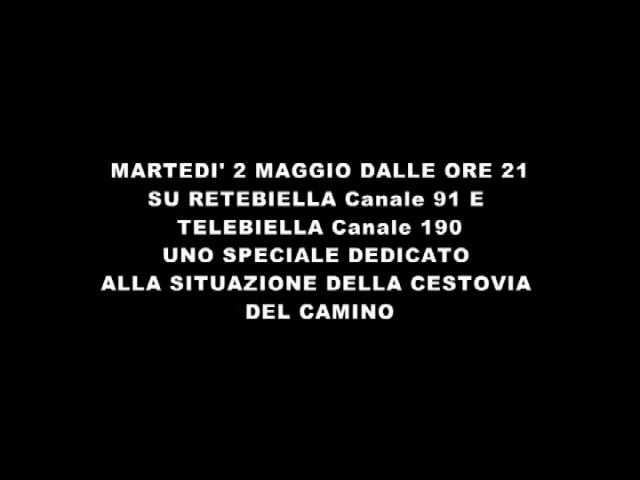 MARTEDI' 2 MAGGIO DALLE ORE 21
SU RETEBIELLA Canale 91 E
TELEBIELLA Canale 190
UNO SPECIALE DEDICATO
ALLA SITUAZIONE DELLA CESTOVIA
DEL CAMINO